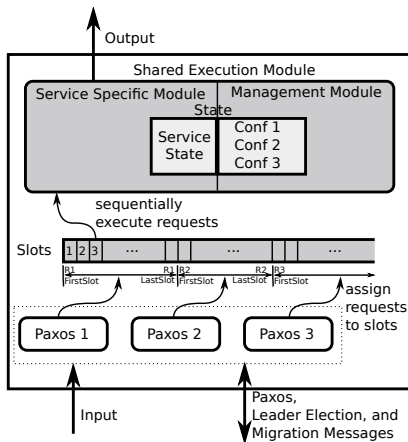 Output
Shared Execution Module
Service Specific Module
Management Module
State
Service
State
Conf 1
Conf 2
Conf 3
sequentially
execute requests
Slots
1 2 3 ... ... ...
R1 R1 R2 R2 R3
FirstSlot LastSlot FirstSlot LastSlot FirstSlot
assign
requests
to slots
Paxos 1 Paxos 2 Paxos 3
Input
Paxos,
Leader Election, and
Migration Messages